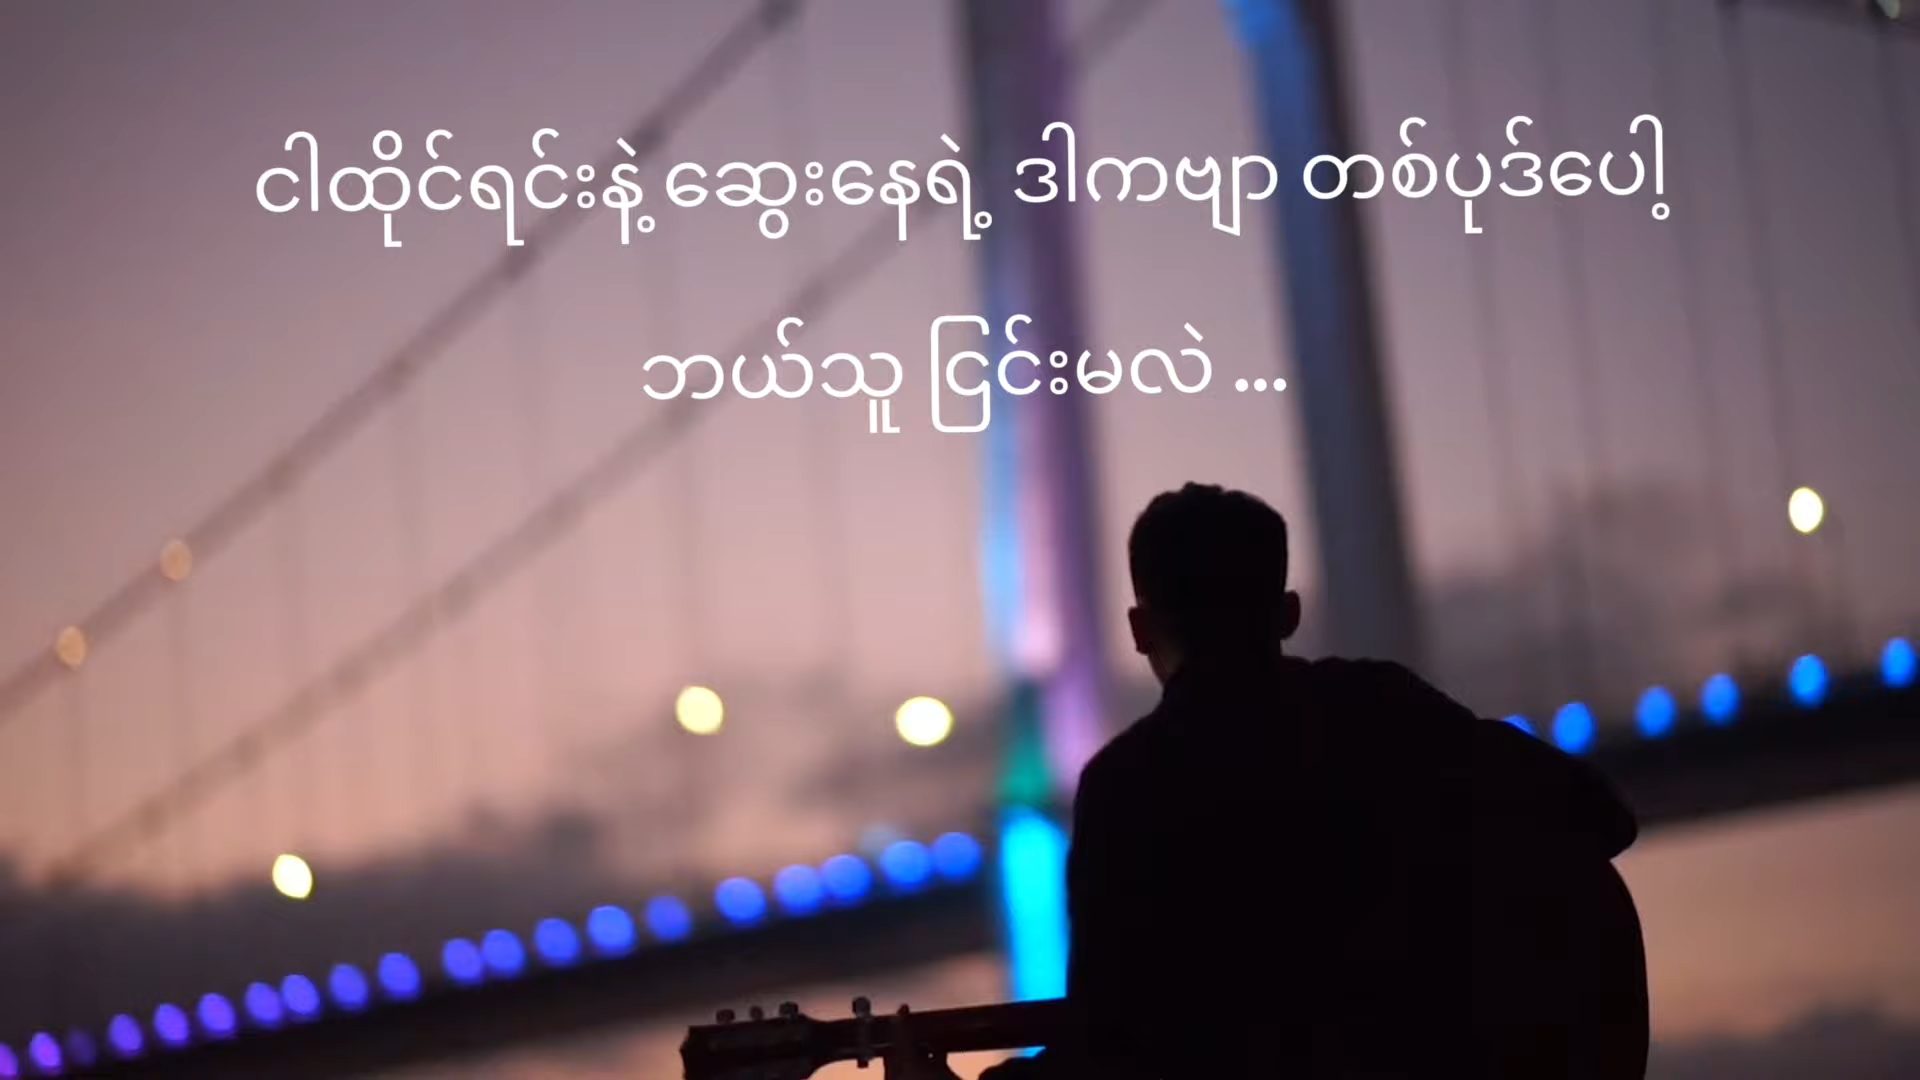 ငါထိုင်ရင်းနဲ့ ဆွေးနေရဲ့ ဒါကဗျာ တစ်ပုဒ်ပေါ့
ဘယ်သူ ငြင်းမလဲ ...